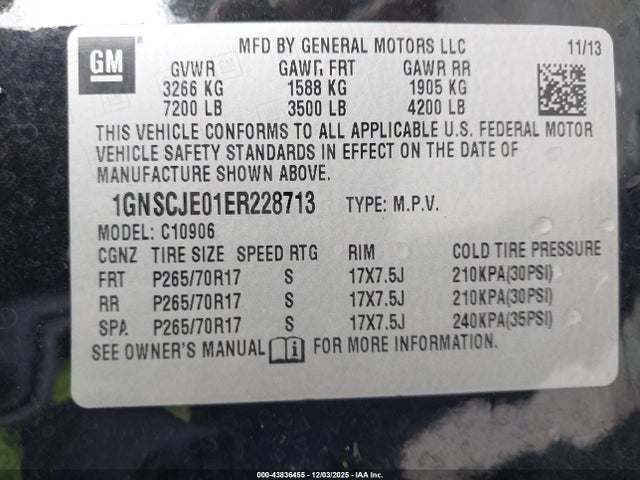 GM ® MFD BY GENERAL MOTORS LLC 11/13
GVWR GAWR FRT GAWR RR
3266 KG 1588 KG 1905 KG
7200 LB 3500 LB 4200 LB
THIS VEHICLE CONFORMS TO ALL APPLICABLE U.S. FEDERAL MOTOR
VEHICLE SAFETY STANDARDS IN EFFECT ON THE DATE OF
MANUFACTURE SHOWN ABOVE.
1GNSCJE01ER228713 TYPE: M.P.V.
MODEL: C10906
CGNZ TIRE SIZE SPEED RTG RIM COLD TIRE PRESSURE
FRT P265/70R17 S 17X7.5J 210KPA(30PSI)
RR P265/70R17 S 17X7.5J 210KPA(30PSI)
SPA P265/70R17 S 17X7.5J 240KPA(35PSI)
SEE OWNER'S MANUAL FOR MORE INFORMATION.
000-43836455 - 12/03/2025 - IAA Inc.